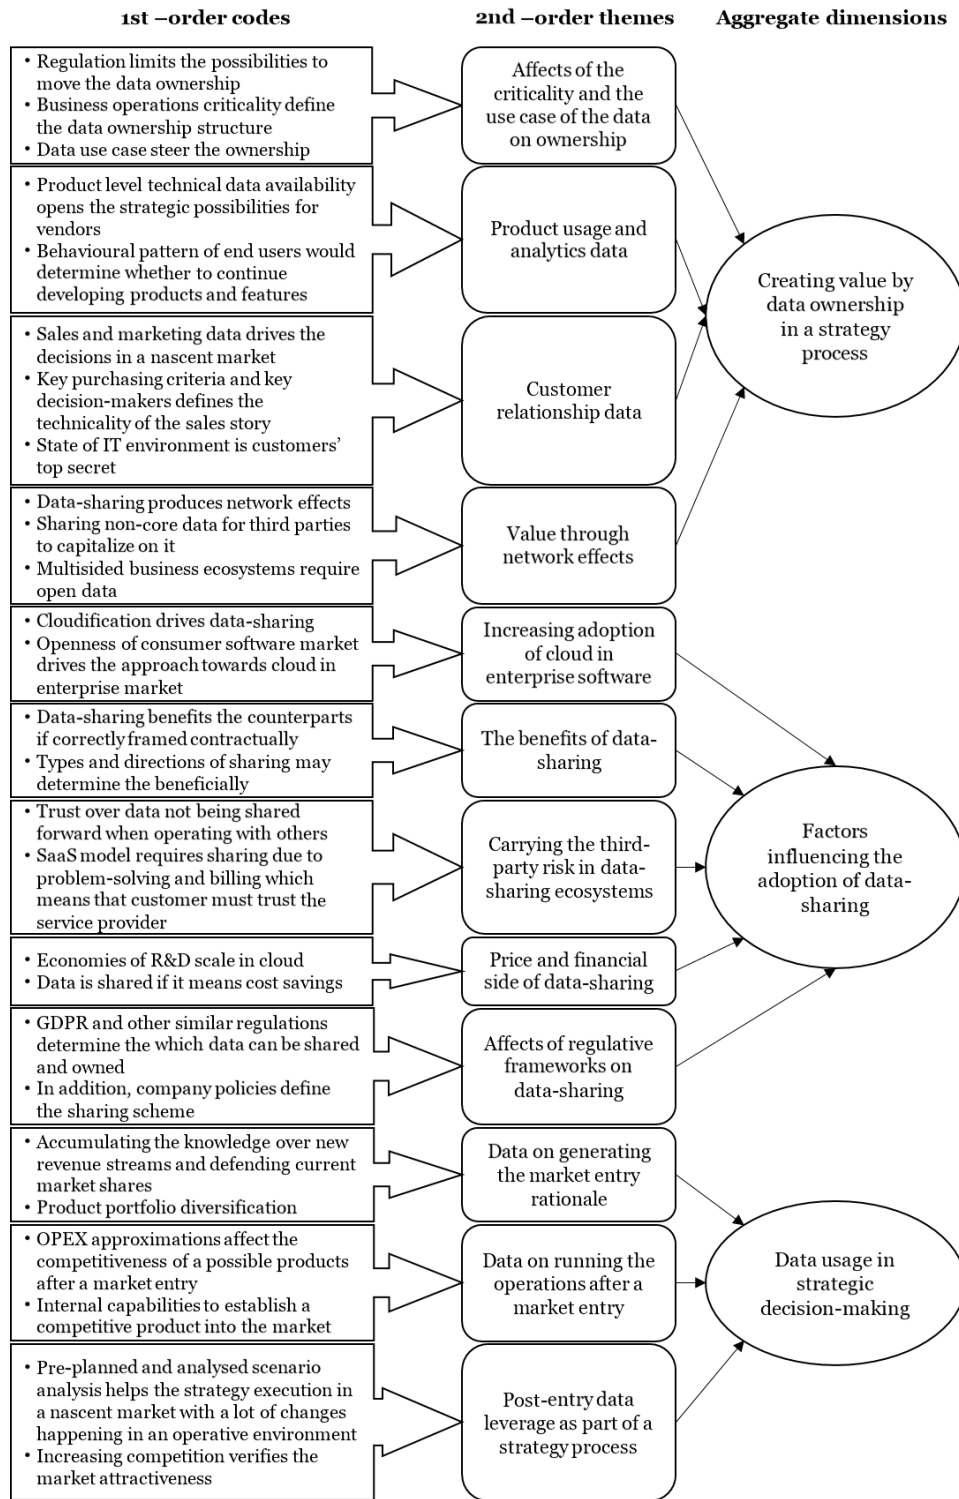 1st –order codes
2nd –order themes
Aggregate dimensions
• Regulation limits the possibilities to
move the data ownership
• Business operations criticality define
the data ownership structure
• Data use case steer the ownership
Affects of the
criticality and the
use case of the data
on ownership
• Product level technical data availability
opens the strategic possibilities for
vendors
• Behavioural pattern of end users would
determine whether to continue
developing products and features
Product usage and
analytics data
• Sales and marketing data drives the
decisions in a nascent market
• Key purchasing criteria and key
decision-makers defines the
technicality of the sales story
• State of IT environment is customers’
top secret
Customer
relationship data
• Data-sharing produces network effects
• Sharing non-core data for third parties
to capitalize on it
• Multisided business ecosystems require
open data
Value through
network effects
Creating value by
data ownership
in a strategy
process
• Cloudification drives data-sharing
• Openness of consumer software market
drives the approach towards cloud in
enterprise market
Increasing adoption
of cloud in
enterprise software
• Data-sharing benefits the counterparts
if correctly framed contractually
• Types and directions of sharing may
determine the beneficially
The benefits of data-
sharing
• Trust over data not being shared
forward when operating with others
• SaaS model requires sharing due to
problem-solving and billing which
means that customer must trust the
service provider
Carrying the third-
party risk in data-
sharing ecosystems
• Economies of R&D scale in cloud
• Data is shared if it means cost savings
Price and financial
side of data-sharing
• GDPR and other similar regulations
determine the which data can be shared
and owned
• In addition, company policies define
the sharing scheme
Affects of regulative
frameworks on
data-sharing
Factors
influencing the
adoption of data-
sharing
• Accumulating the knowledge over new
revenue streams and defending current
market shares
• Product portfolio diversification
Data on generating
the market entry
rationale
• OPEX approximations affect the
competitiveness of a possible products
after a market entry
• Internal capabilities to establish a
competitive product into the market
Data on running the
operations after a
market entry
• Pre-planned and analysed scenario
analysis helps the strategy execution in
a nascent market with a lot of changes
happening in an operative environment
• Increasing competition verifies the
market attractiveness
Post-entry data
leverage as part of a
strategy process
Data usage in
strategic
decision-making